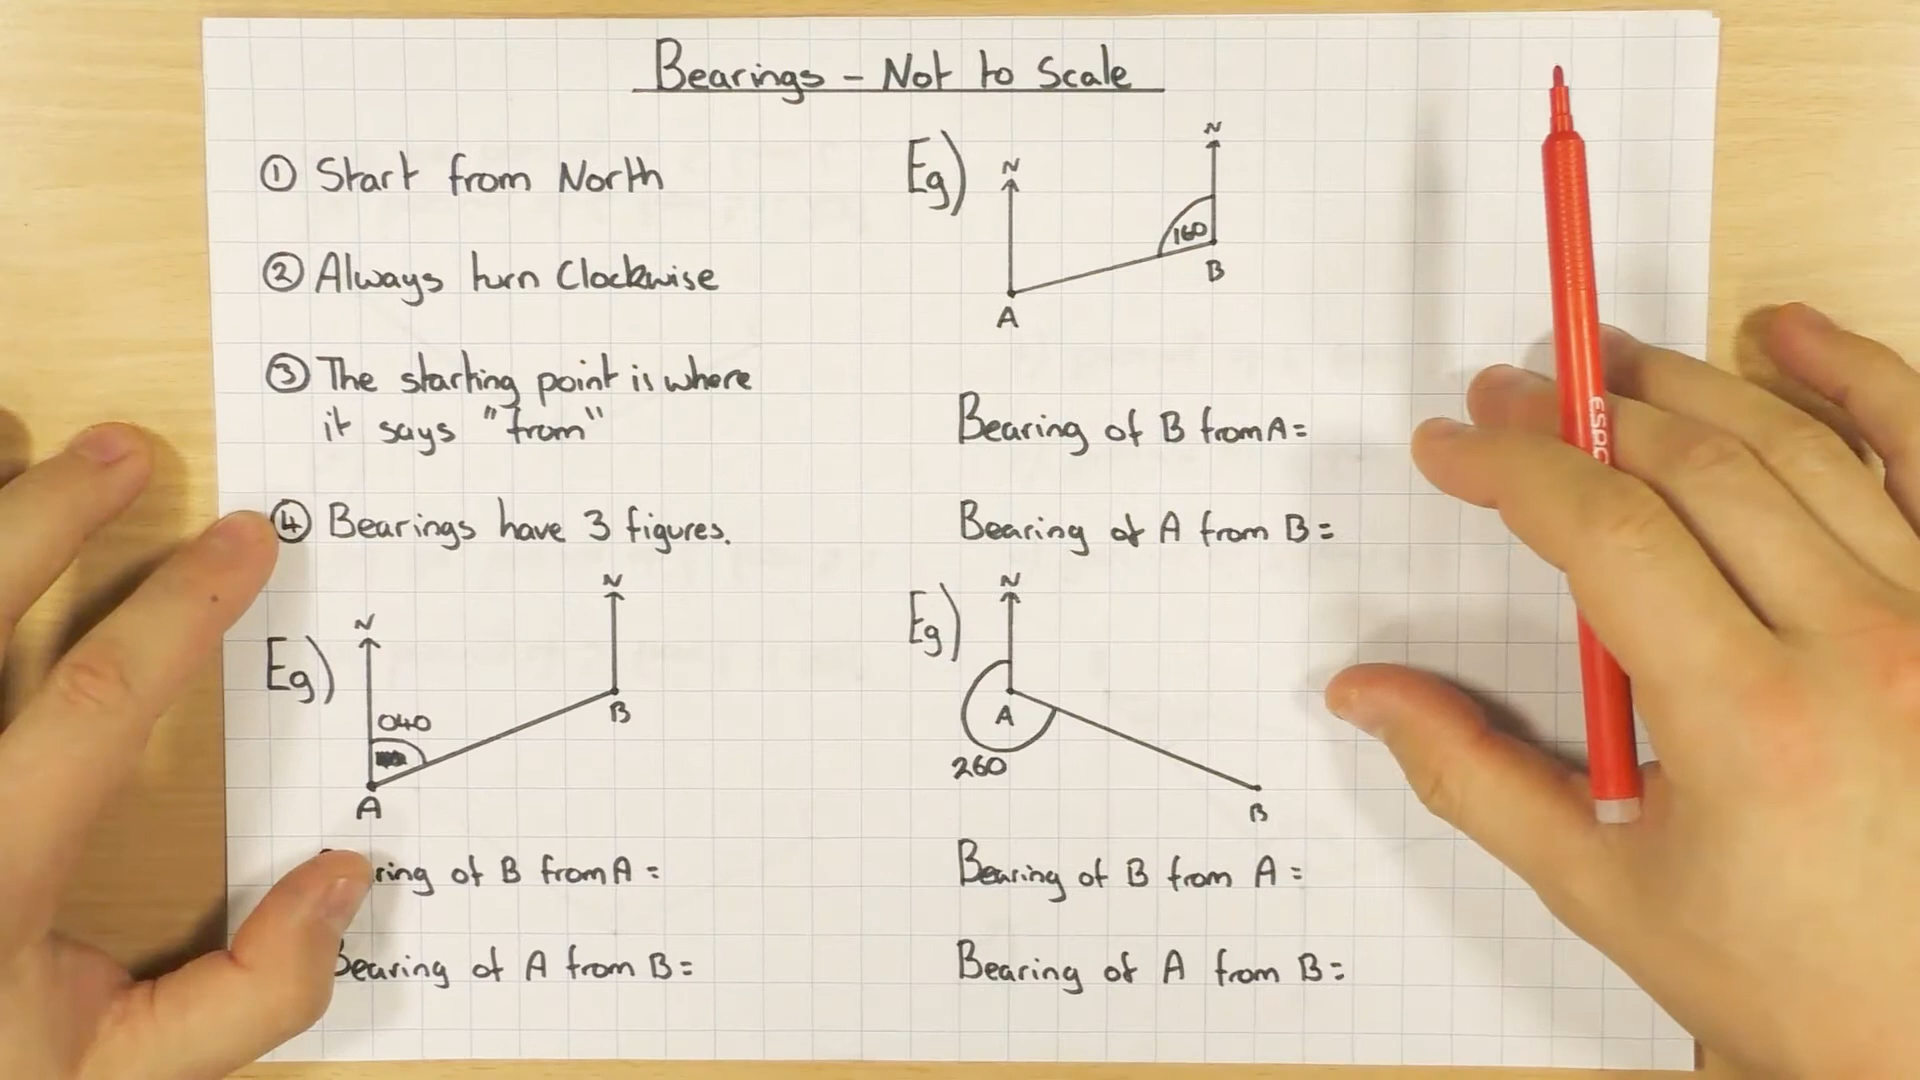 Bearings - Not to Scale
① Start from North
② Always turn Clockwise
③ The starting point is where
it says "from"
④ Bearings have 3 figures.
Eg)
N
040
A
N
B
ring of B from A =
Bearing of A from B =
Eg)
N
A
N
160
B
Bearing of B from A =
Bearing of A from B =
Eg)
N
A
260
B
Bearing of B from A =
Bearing of A from B =